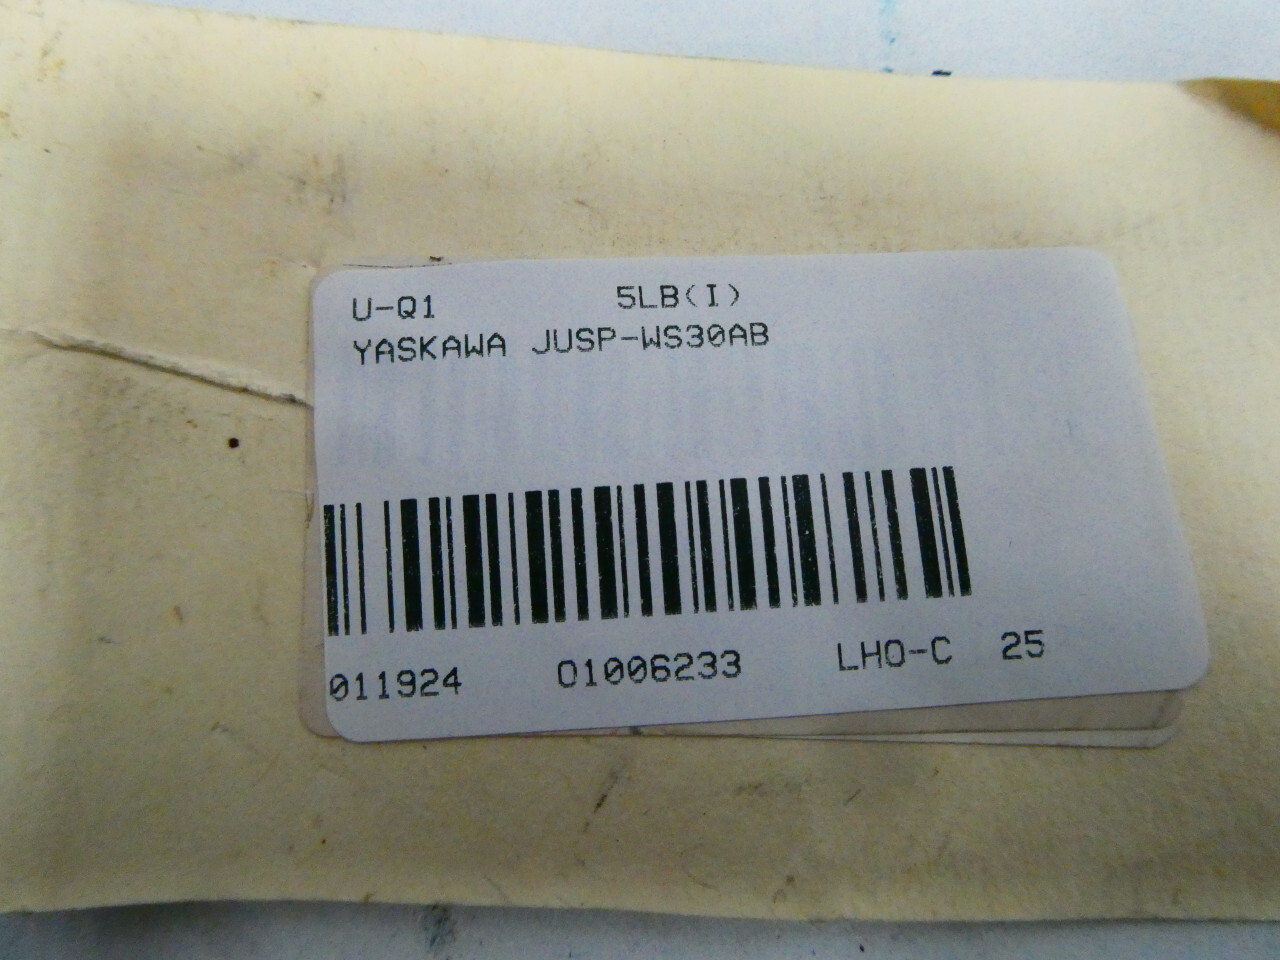 U-Q1 5LB(I)
YASKAWA JUSP-WS30AB
011924 01006233 LHO-C 25